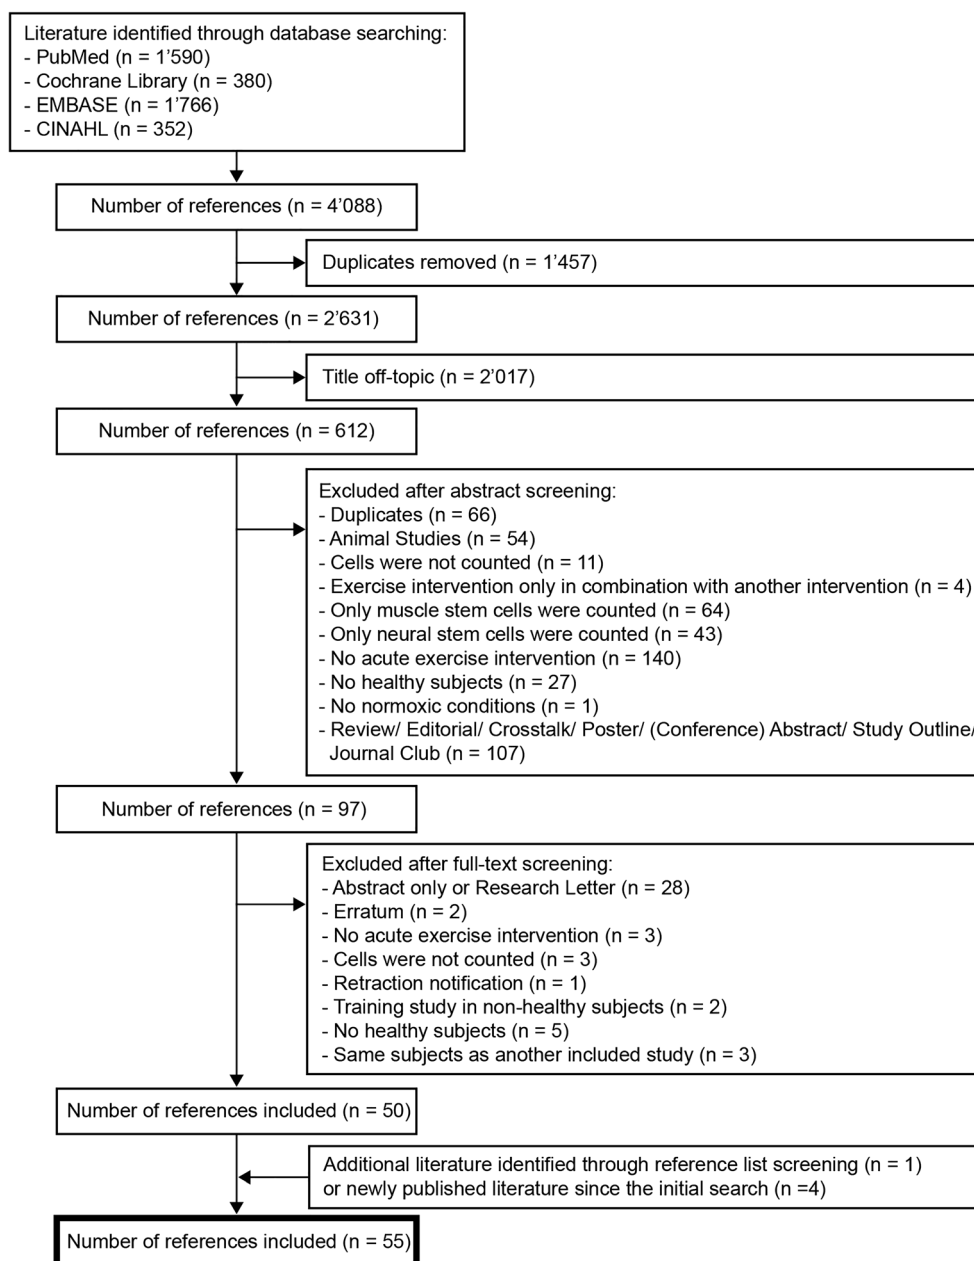 Literature identified through database searching:
- PubMed (n = 1’590)
- Cochrane Library (n = 380)
- EMBASE (n = 1’766)
- CINAHL (n = 352)
Number of references (n = 4’088)
Duplicates removed (n = 1’457)
Number of references (n = 2’631)
Title off-topic (n = 2’017)
Number of references (n = 612)
Excluded after abstract screening:
- Duplicates (n = 66)
- Animal Studies (n = 54)
- Cells were not counted (n = 11)
- Exercise intervention only in combination with another intervention (n = 4)
- Only muscle stem cells were counted (n = 64)
- Only neural stem cells were counted (n = 43)
- No acute exercise intervention (n = 140)
- No healthy subjects (n = 27)
- No normoxic conditions (n = 1)
- Review/ Editorial/ Crosstalk/ Poster/ (Conference) Abstract/ Study Outline/
Journal Club (n = 107)
Number of references (n = 97)
Excluded after full-text screening:
- Abstract only or Research Letter (n = 28)
- Erratum (n = 2)
- No acute exercise intervention (n = 3)
- Cells were not counted (n = 3)
- Retraction notification (n = 1)
- Training study in non-healthy subjects (n = 2)
- No healthy subjects (n = 5)
- Same subjects as another included study (n = 3)
Number of references included (n = 50)
Additional literature identified through reference list screening (n = 1)
or newly published literature since the initial search (n =4)
Number of references included (n = 55)